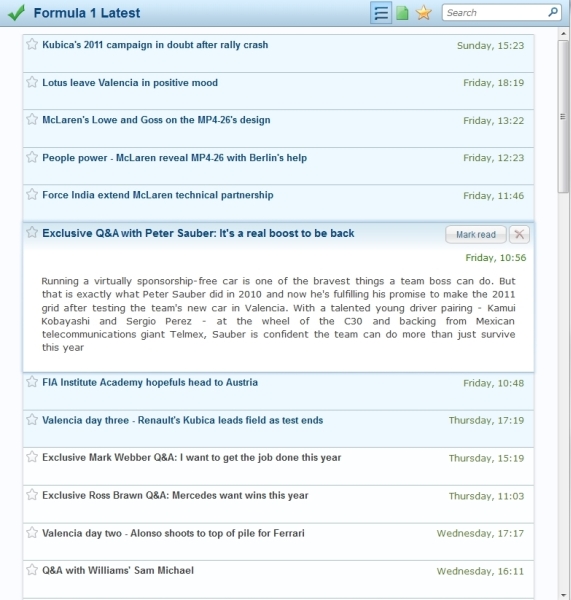 Formula 1 Latest
Search
Kubica's 2011 campaign in doubt after rally crash Sunday, 15:23
Lotus leave Valencia in positive mood Friday, 18:19
McLaren's Lowe and Goss on the MP4-26's design Friday, 13:22
People power - McLaren reveal MP4-26 with Berlin's help Friday, 12:23
Force India extend McLaren technical partnership Friday, 11:46
Exclusive Q&A with Peter Sauber: It's a real boost to be back Mark read
Friday, 10:56
Running a virtually sponsorship-free car is one of the bravest things a team boss can do. But
that is exactly what Peter Sauber did in 2010 and now he's fulfilling his promise to make the 2011
grid after testing the team's new car in Valencia. With a talented young driver pairing - Kamui
Kobayashi and Sergio Perez - at the wheel of the C30 and backing from Mexican
telecommunications giant Telmex, Sauber is confident the team can do more than just survive
this year
FIA Institute Academy hopefuls head to Austria Friday, 10:48
Valencia day three - Renault's Kubica leads field as test ends Thursday, 17:19
Exclusive Mark Webber Q&A: I want to get the job done this year Thursday, 15:19
Exclusive Ross Brawn Q&A: Mercedes want wins this year Thursday, 11:03
Valencia day two - Alonso shoots to top of pile for Ferrari Wednesday, 17:17
Q&A with Williams' Sam Michael Wednesday, 16:11